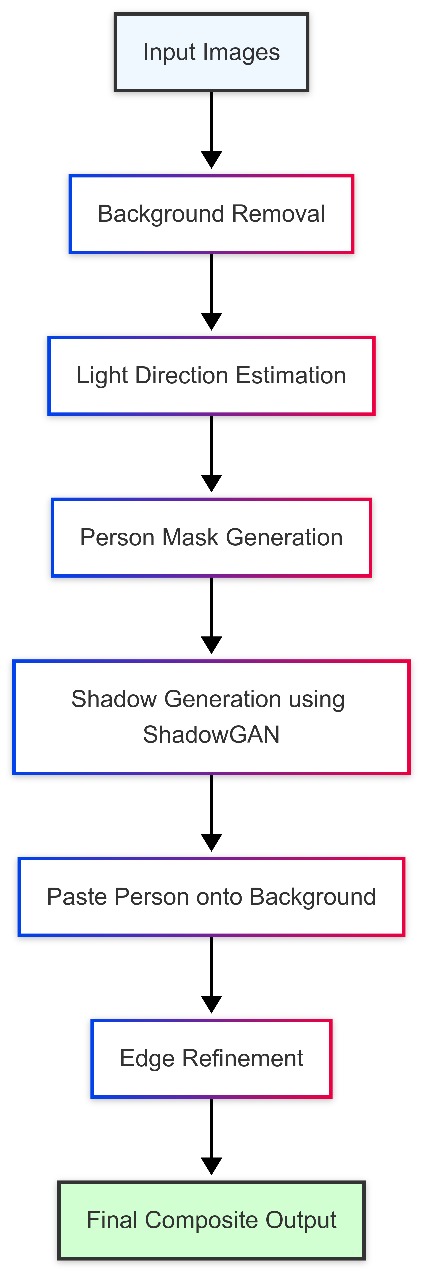 Input Images
Background Removal
Light Direction Estimation
Person Mask Generation
Shadow Generation using
ShadowGAN
Paste Person onto Background
Edge Refinement
Final Composite Output